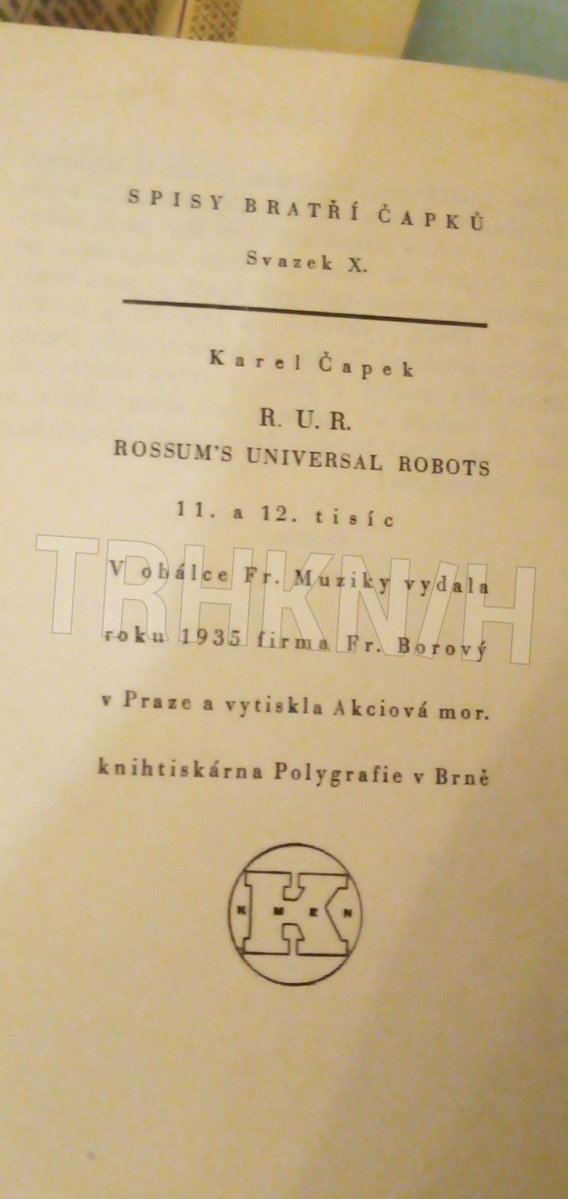 SPISY BRATŘÍ ČAPKŮ
Svazek X.
Karel Čapek
R. U. R.
ROSSUM'S UNIVERSAL ROBOTS
11. a 12. tisíc
V obálce Fr. Muziky vydala
roku 1935 firma Fr. Borový
v Praze a vytiskla Akciová mor.
knihtiskárna Polygrafie v Brně
K
K M E N
TRHKN/H